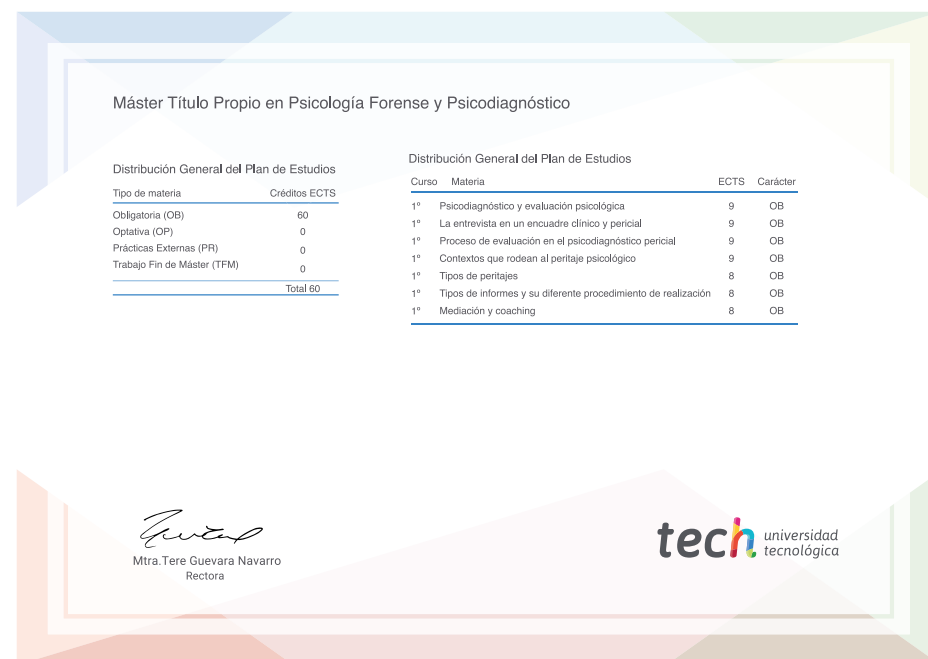 Máster Título Propio en Psicología Forense y Psicodiagnóstico
Distribución General del Plan de Estudios
Tipo de materia Créditos ECTS
Obligatoria (OB) 60
Optativa (OP) 0
Prácticas Externas (PR) 0
Trabajo Fin de Máster (TFM) 0
Total 60
Distribución General del Plan de Estudios
Curso Materia ECTS Carácter
1º Psicodiagnóstico y evaluación psicológica 9 OB
1º La entrevista en un encuadre clínico y pericial 9 OB
1º Proceso de evaluación en el psicodiagnóstico pericial 9 OB
1º Contextos que rodean al peritaje psicológico 9 OB
1º Tipos de peritajes 8 OB
1º Tipos de informes y su diferente procedimiento de realización 8 OB
1º Mediación y coaching 8 OB
Mtra.Tere Guevara Navarro
Rectora
tech universidad
tecnológica